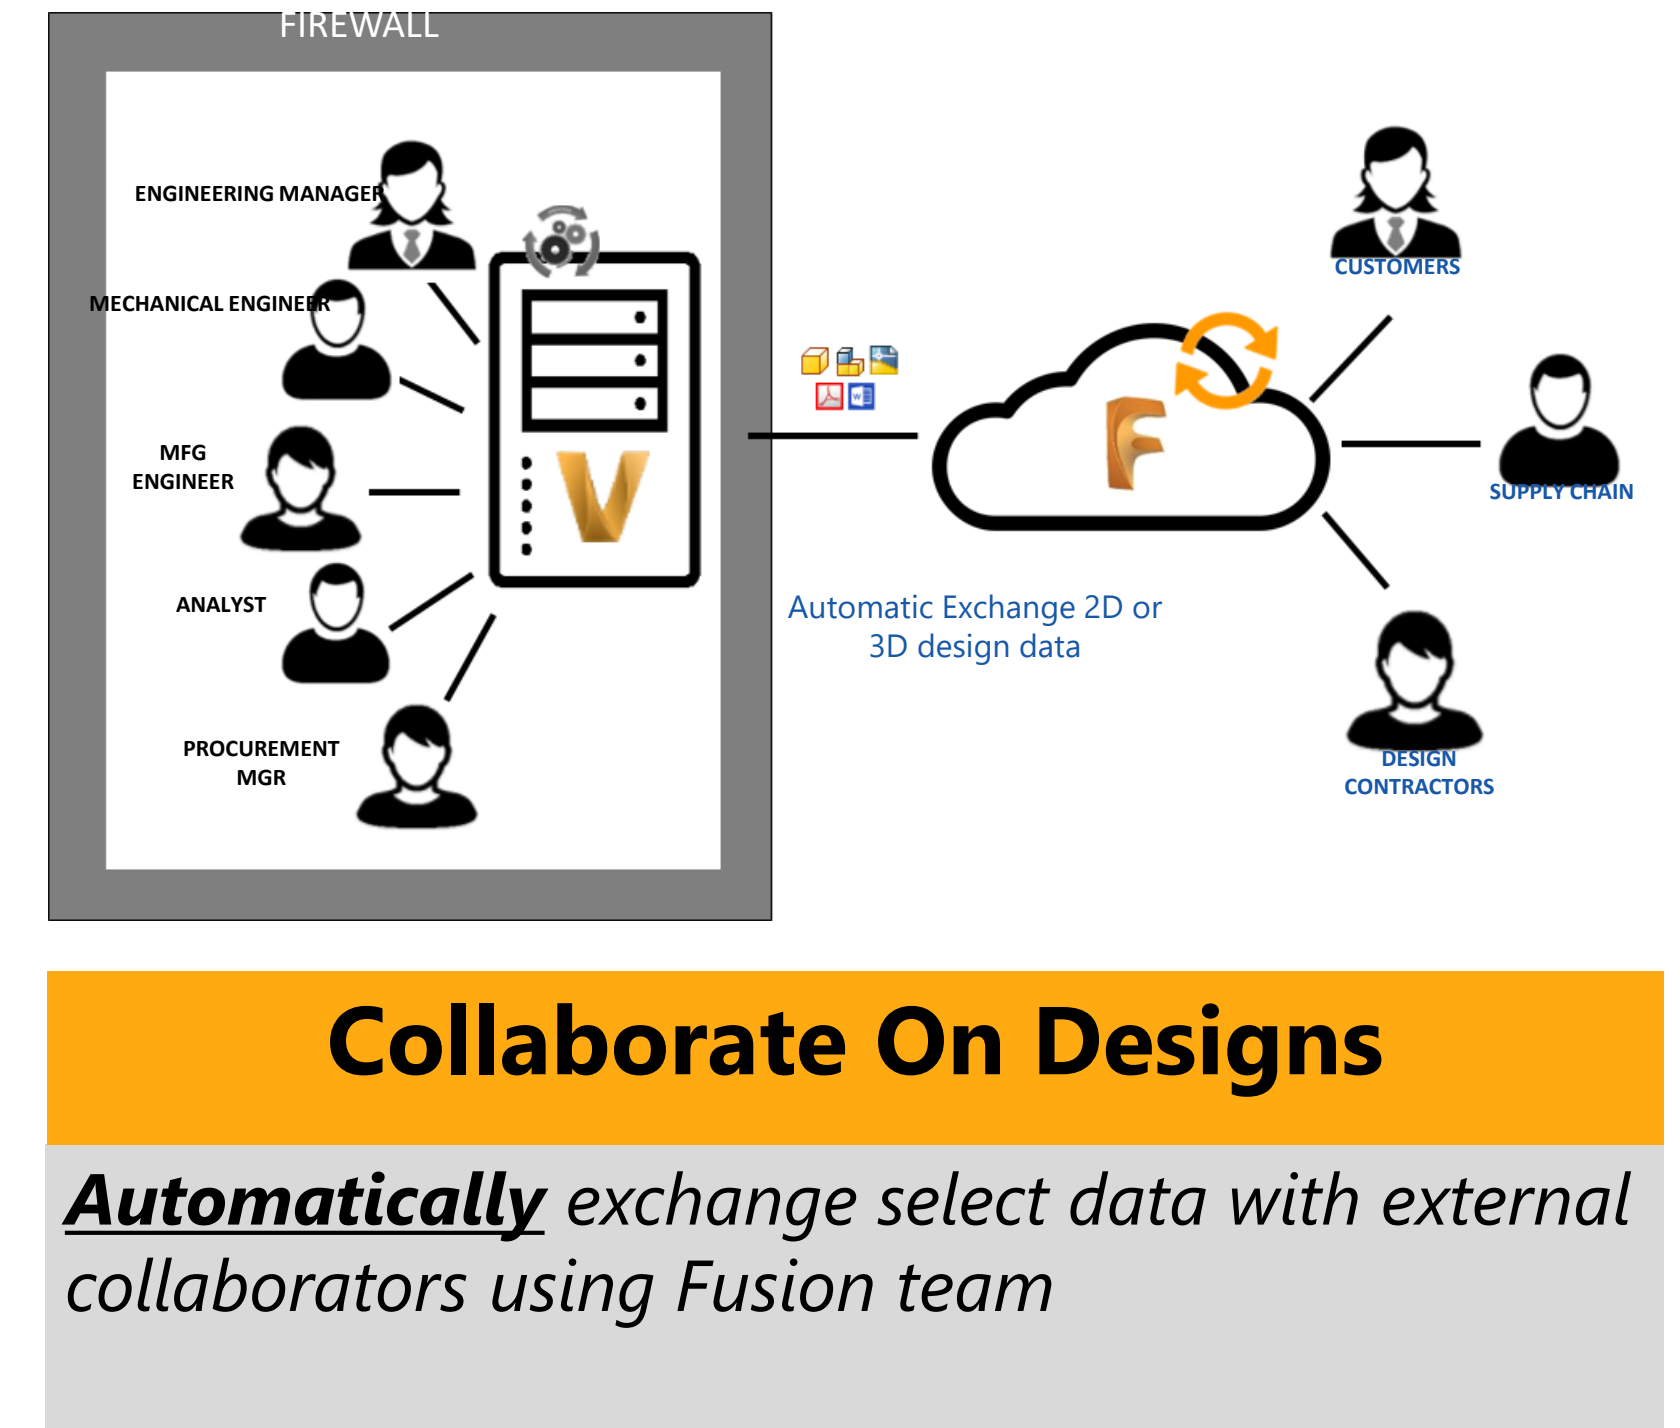 FIREWALL
ENGINEERING MANAGER
MECHANICAL ENGINEER
MFG
ENGINEER
ANALYST
PROCUREMENT
MGR
V
F
Automatic Exchange 2D or
3D design data
CUSTOMERS
SUPPLY CHAIN
DESIGN
CONTRACTORS
Collaborate On Designs
Automatically exchange select data with external
collaborators using Fusion team